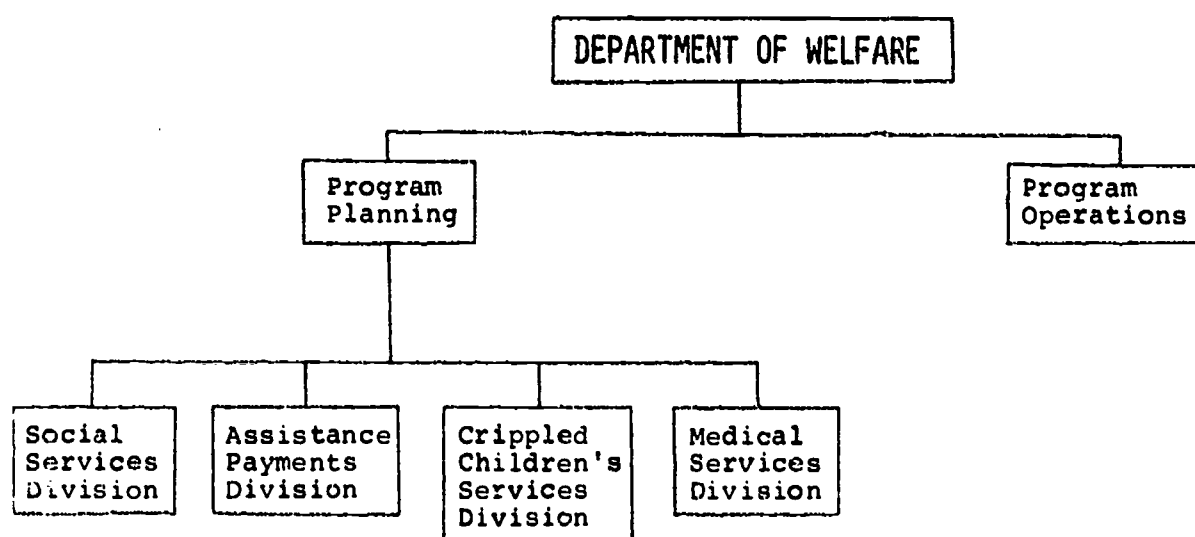 DEPARTMENT OF WELFARE
Program
Planning
Program
Operations
Social
Services
Division
Assistance
Payments
Division
Crippled
Children's
Services
Division
Medical
Services
Division